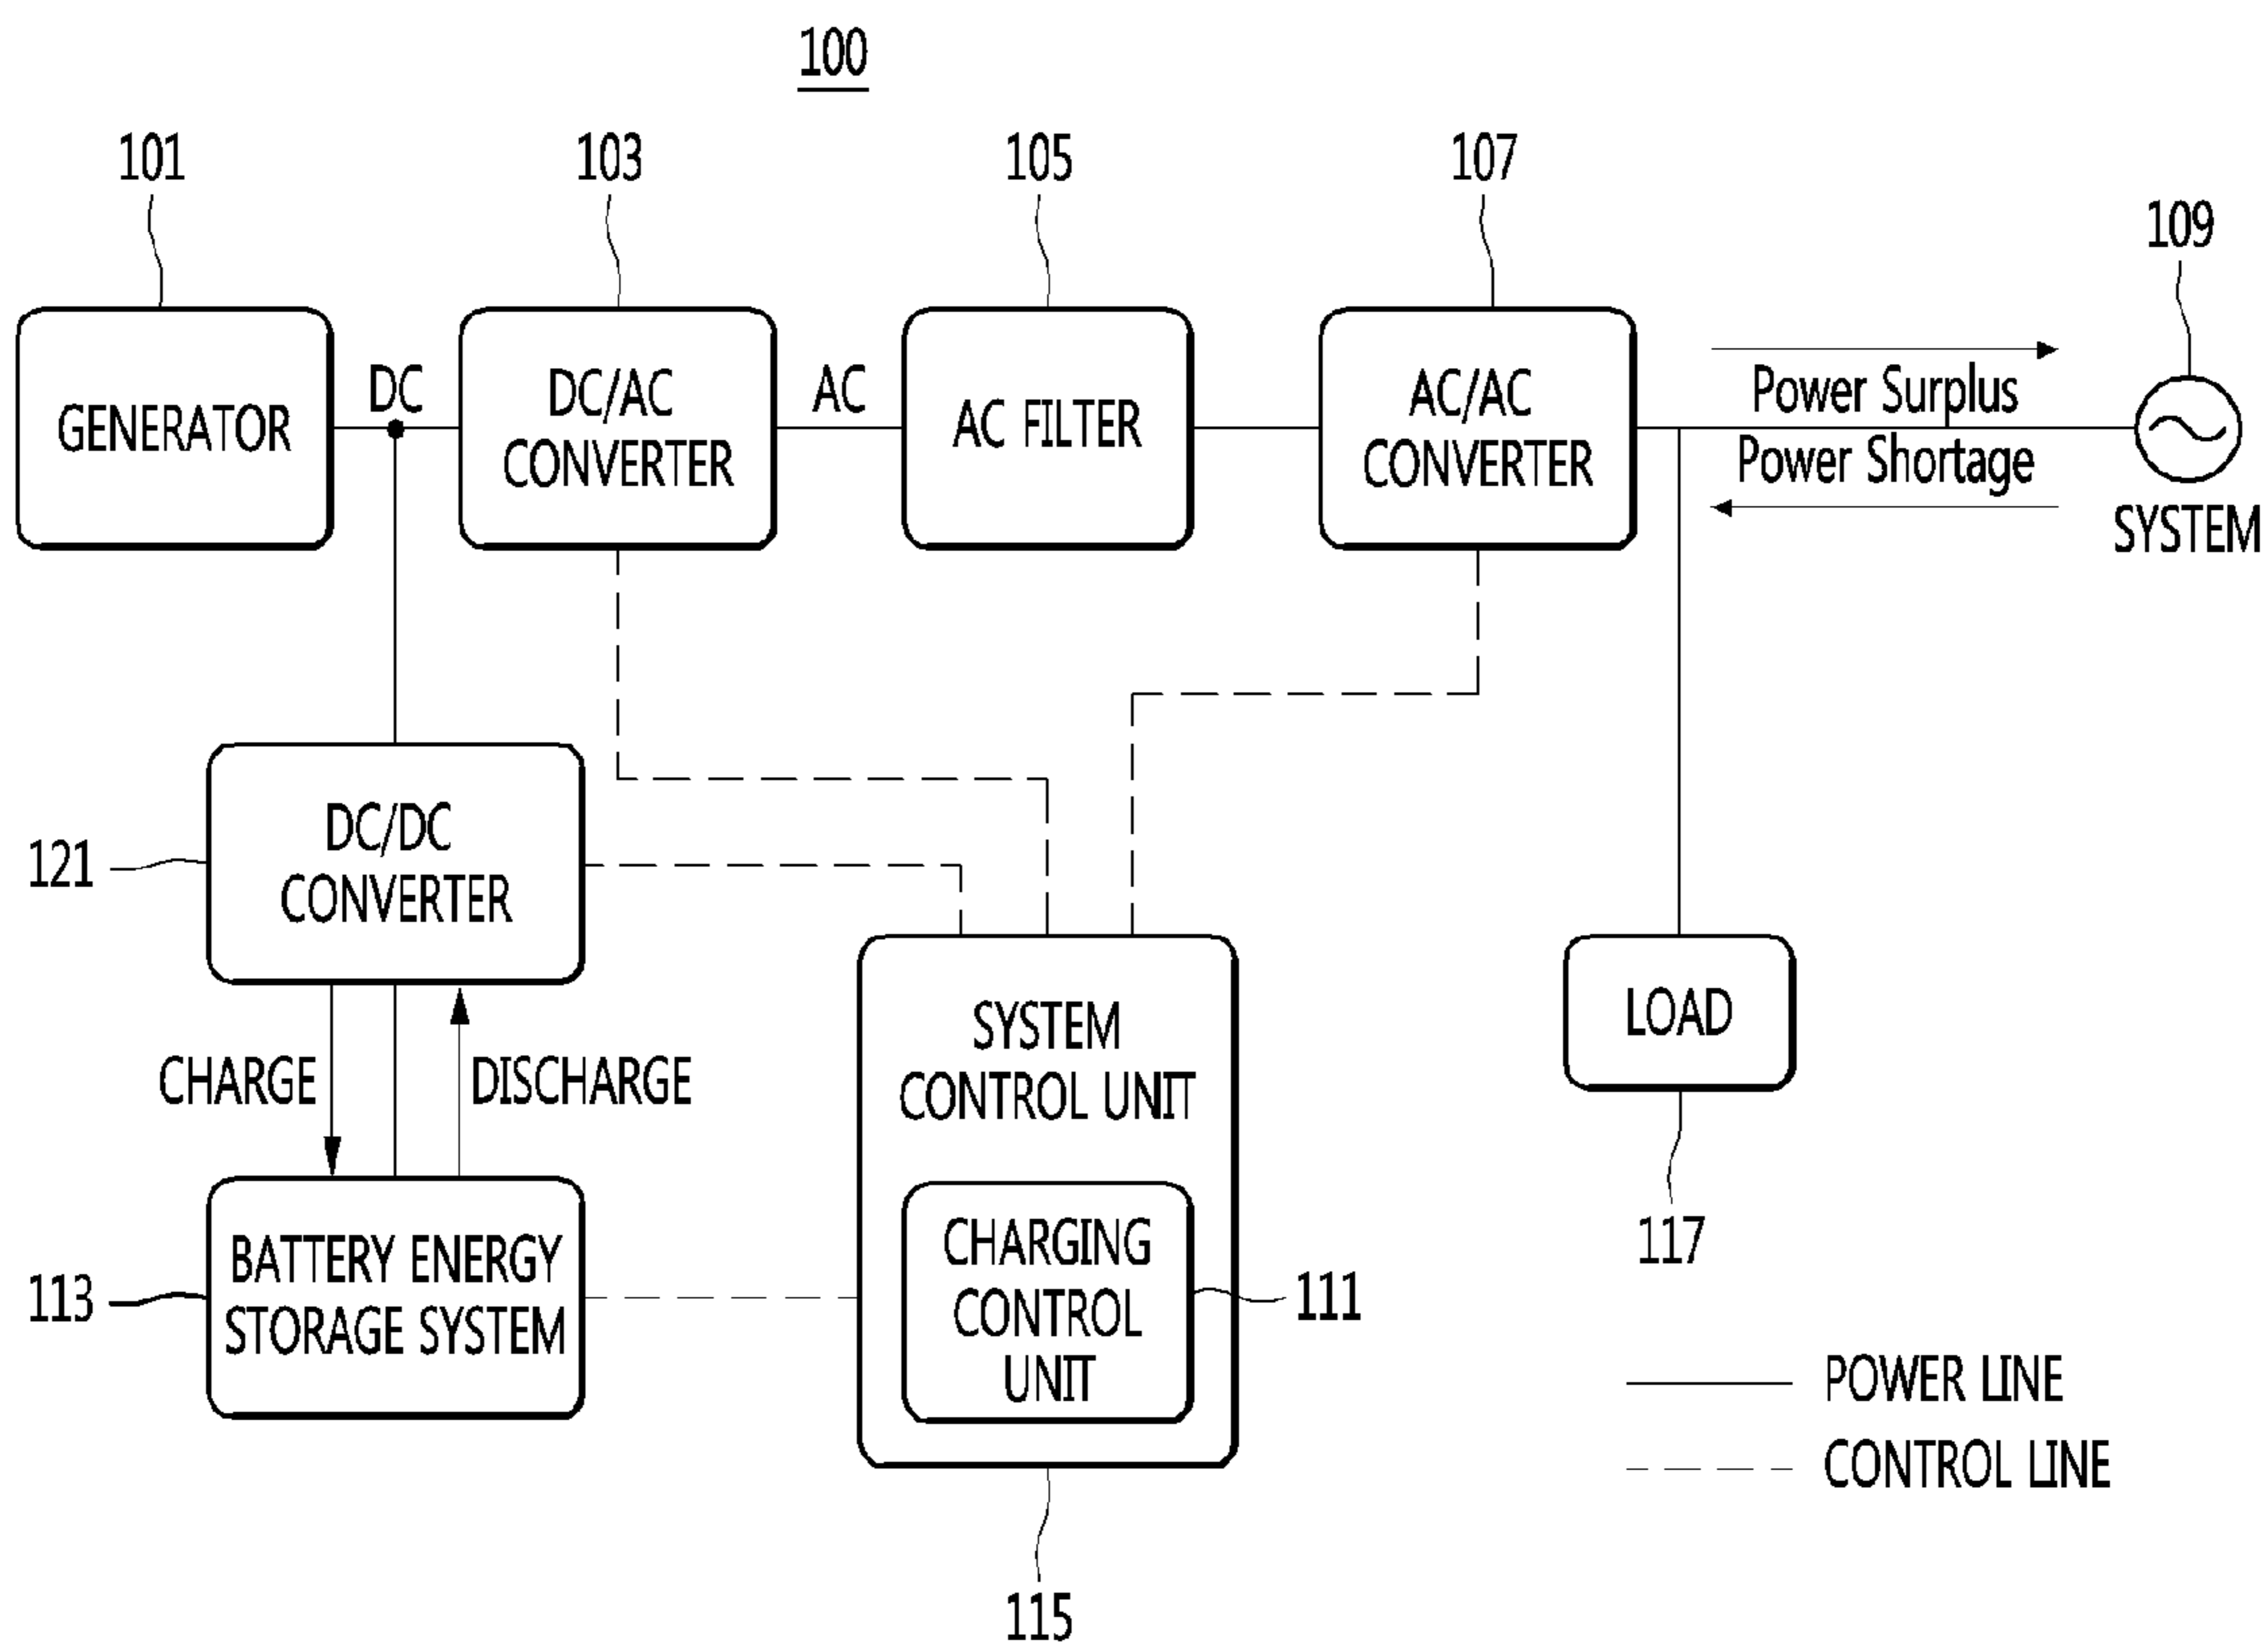 100
101
103
105
107
109
GENERATOR
DC
DC/AC
CONVERTER
AC
AC FILTER
AC/AC
CONVERTER
Power Surplus
Power Shortage
SYSTEM
121
DC/DC
CONVERTER
CHARGE
DISCHARGE
113
BATTERY ENERGY
STORAGE SYSTEM
SYSTEM
CONTROL UNIT
CHARGING
CONTROL
UNIT
111
115
LOAD
117
POWER LINE
CONTROL LINE